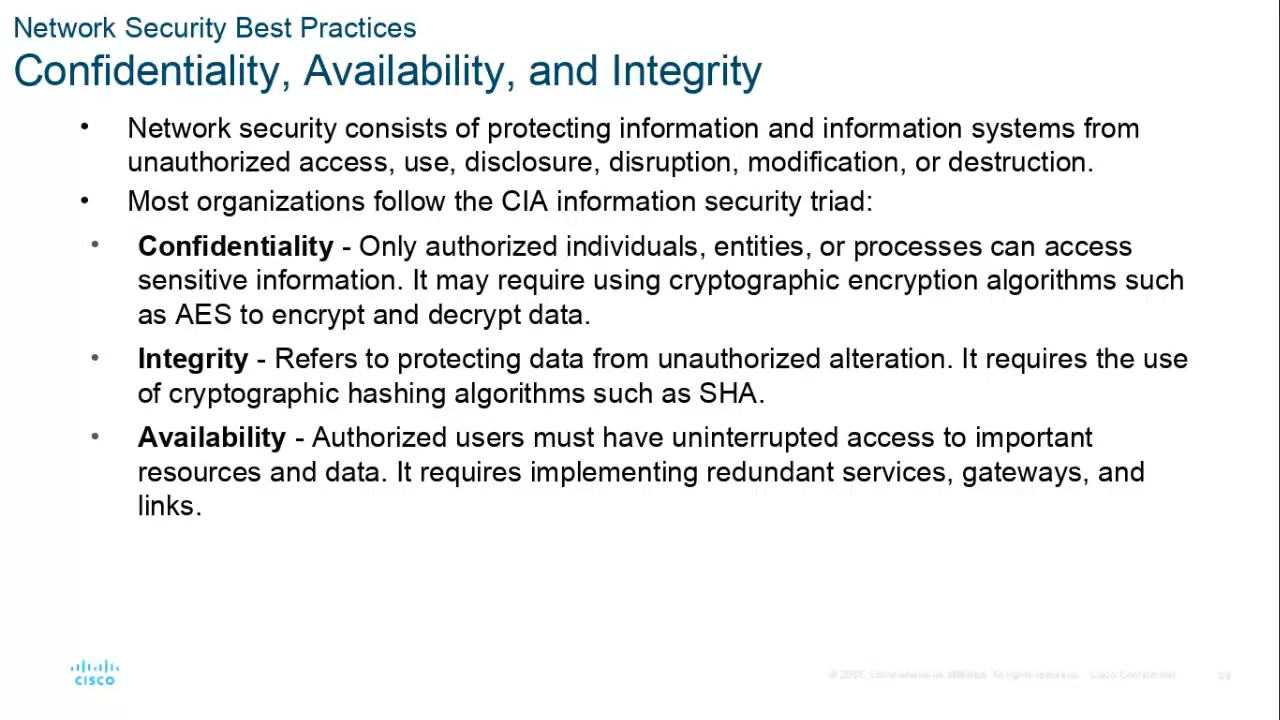 Network Security Best Practices
Confidentiality, Availability, and Integrity
• Network security consists of protecting information and information systems from
unauthorized access, use, disclosure, disruption, modification, or destruction.
• Most organizations follow the CIA information security triad:
• Confidentiality - Only authorized individuals, entities, or processes can access
sensitive information. It may require using cryptographic encryption algorithms such
as AES to encrypt and decrypt data.
• Integrity - Refers to protecting data from unauthorized alteration. It requires the use
of cryptographic hashing algorithms such as SHA.
• Availability - Authorized users must have uninterrupted access to important
resources and data. It requires implementing redundant services, gateways, and
links.
CISCO
All rights reserved. Cisco Confidential